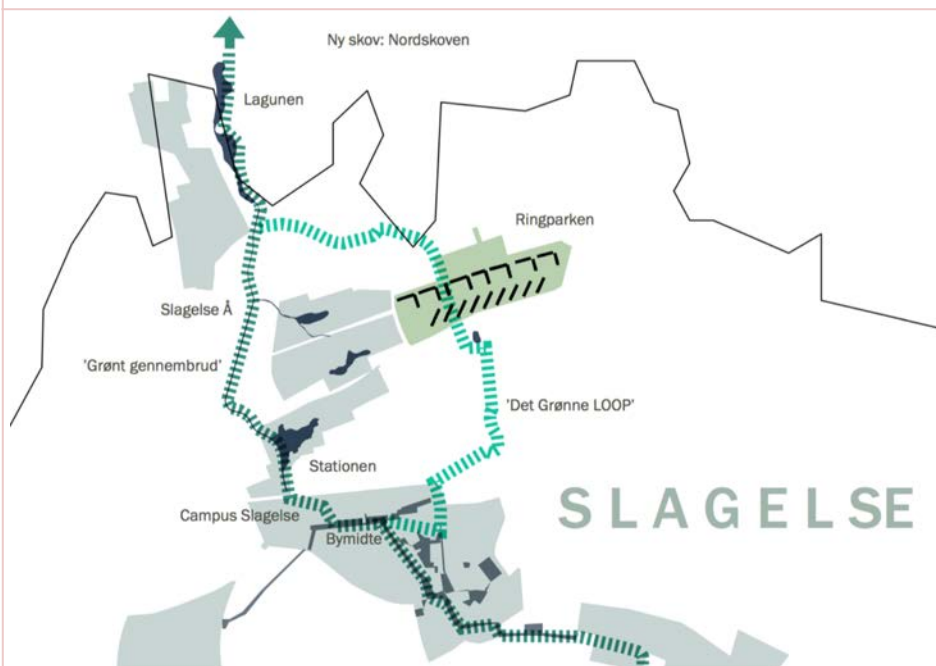 Ny skov: Nordskoven
Lagunen
Ringparken
Slagelse Å
'Grønt gennembrud'
'Det Grønne LOOP'
Stationen
SLAGELSE
Campus Slagelse
Bymidte